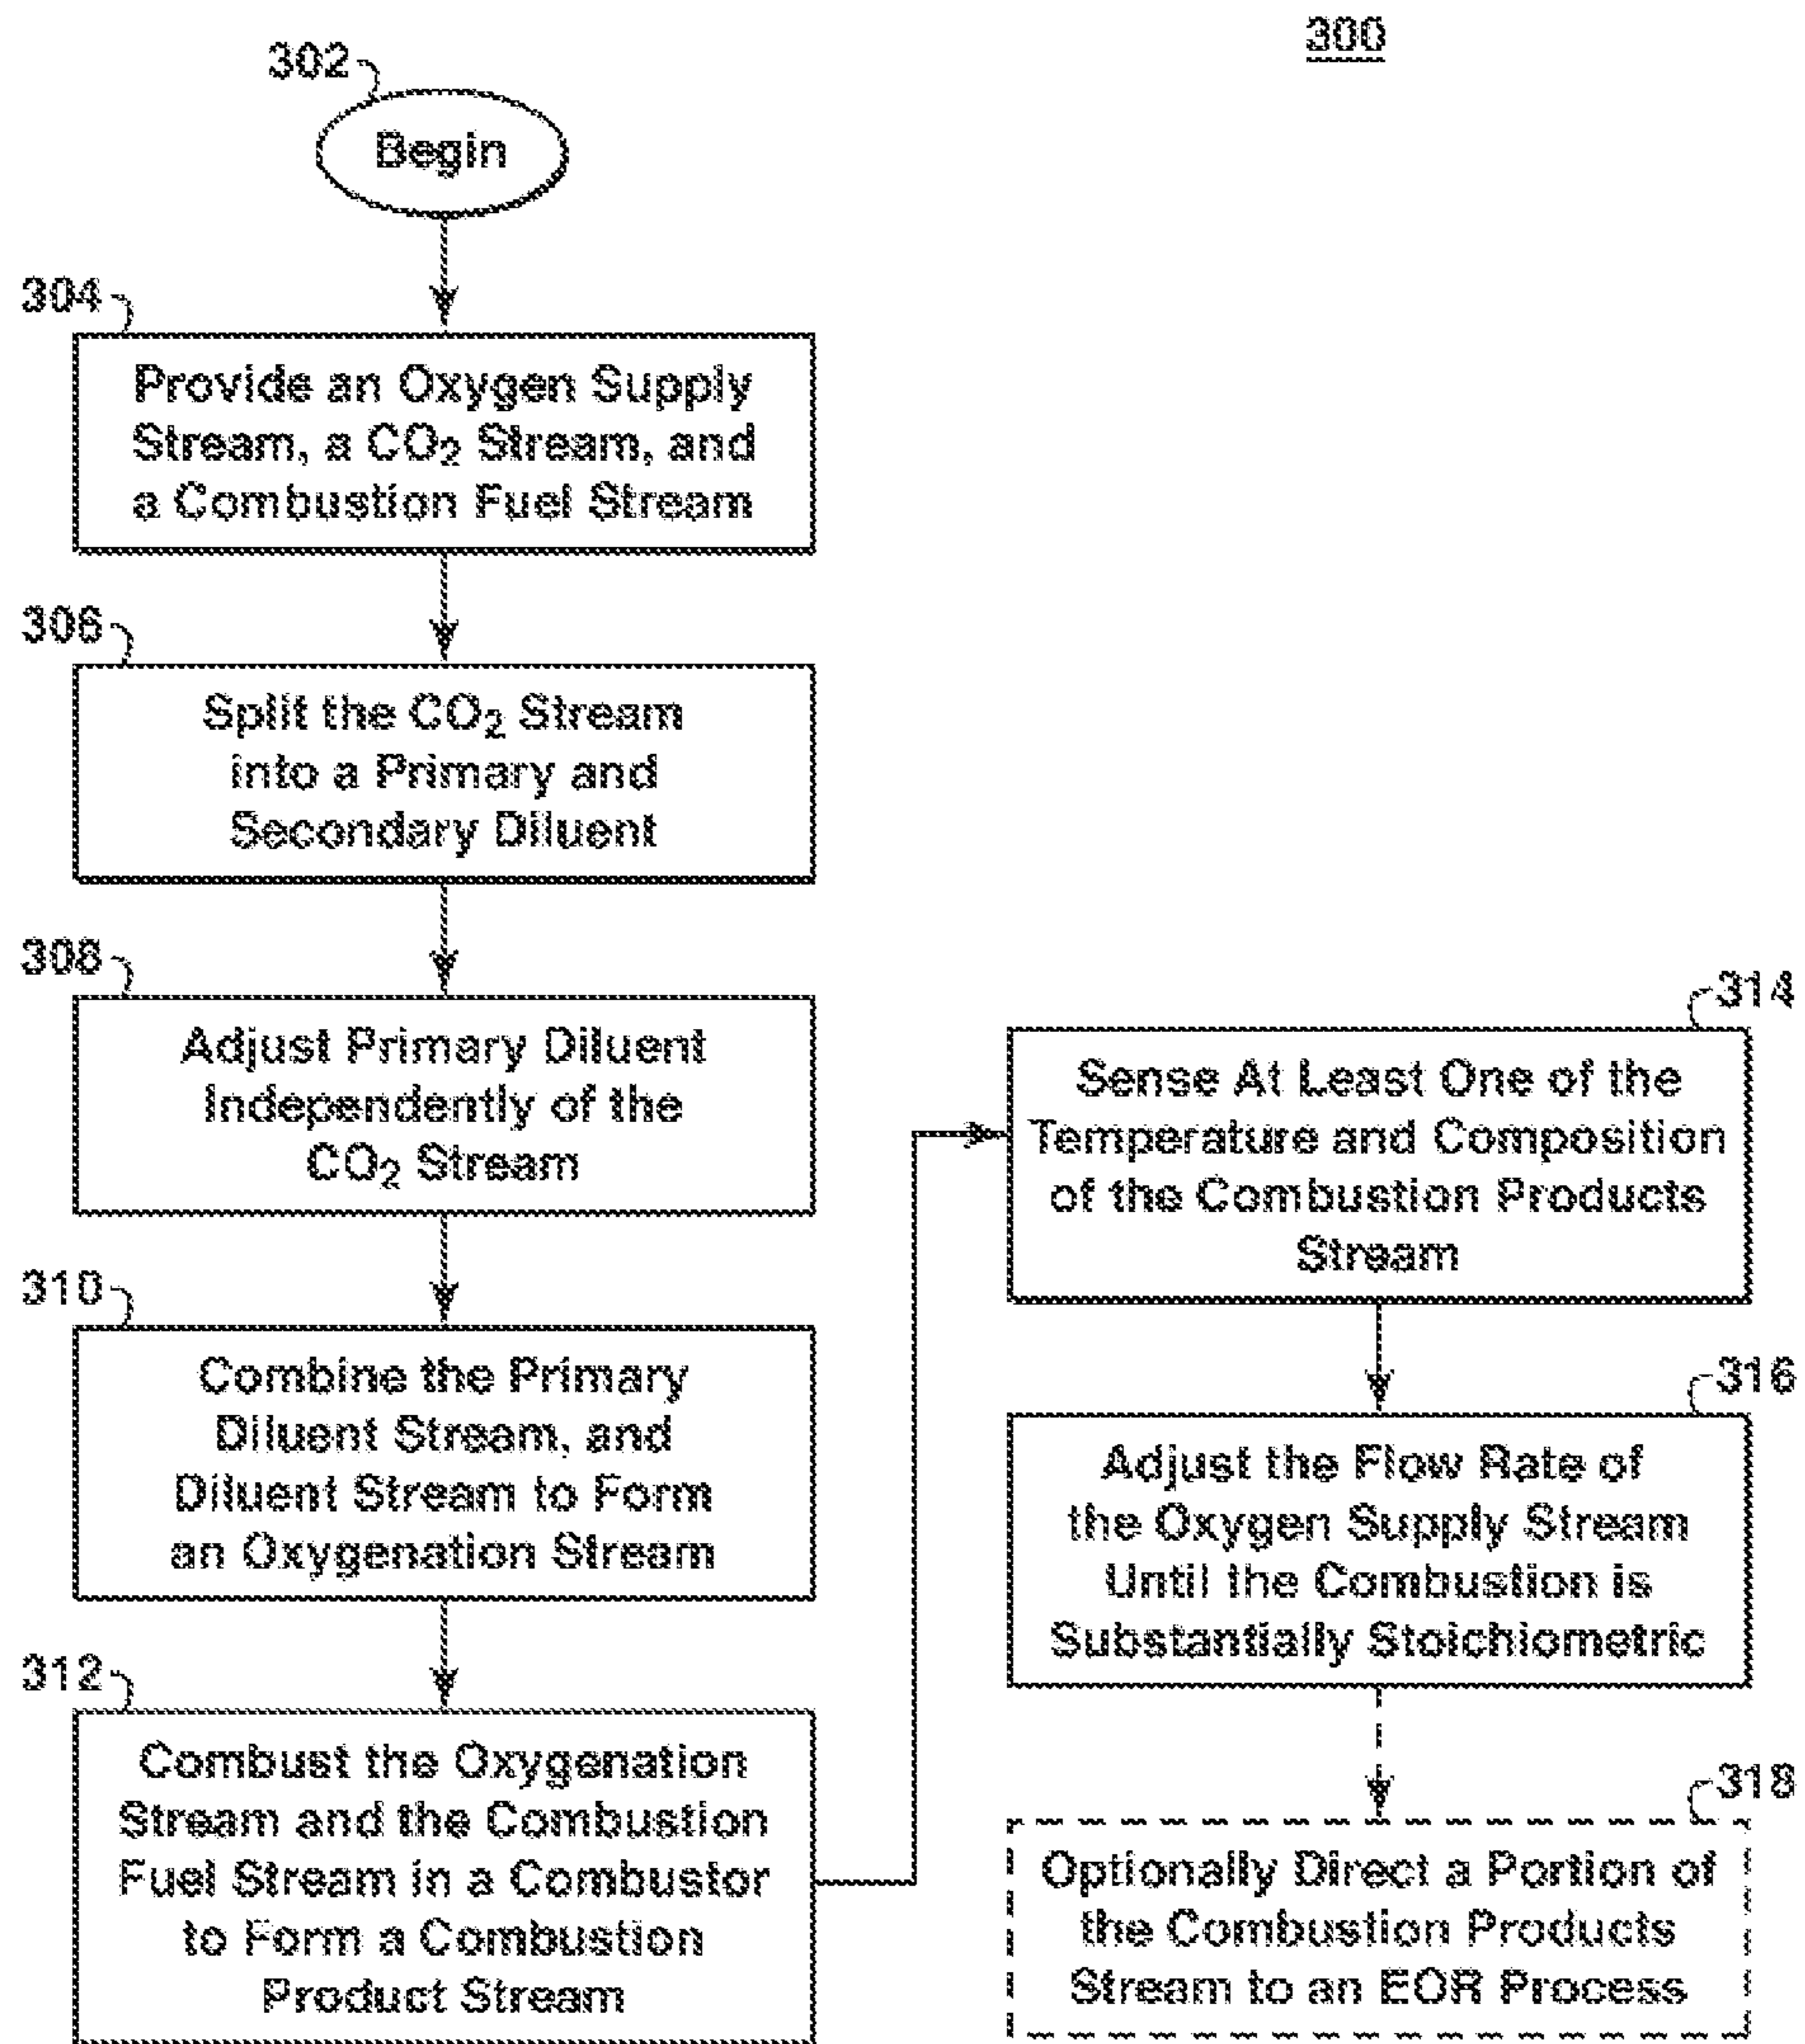 300
302
Begin
304
Provide an Oxygen Supply
Stream, a CO₂ Stream, and
a Combustion Fuel Stream
306
Split the CO₂ Stream
into a Primary and
Secondary Diluent
308
Adjust Primary Diluent
Independently of the
CO₂ Stream
310
Combine the Primary
Diluent Stream, and
Diluent Stream to Form
an Oxygenation Stream
312
Combust the Oxygenation
Stream and the Combustion
Fuel Stream in a Combustor
to Form a Combustion
Product Stream
314
Sense At Least One of the
Temperature and Composition
of the Combustion Products
Stream
316
Adjust the Flow Rate of
the Oxygen Supply Stream
Until the Combustion is
Substantially Stoichiometric
318
Optionally Direct a Portion of
the Combustion Products
Stream to an EOR Process